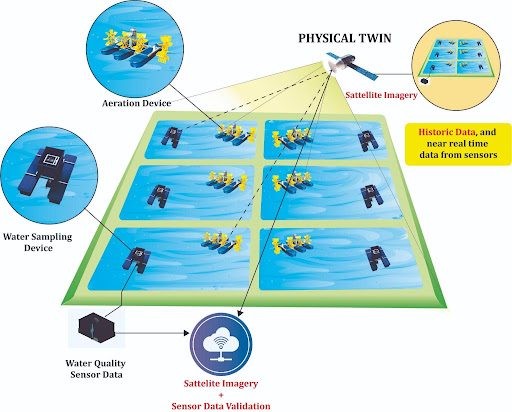 PHYSICAL TWIN
Sattellite Imagery
Aeration Device
Historic Data, and
near real time
data from sensors
Water Sampling
Device
Water Quality
Sensor Data
Sattelite Imagery
+
Sensor Data Validation